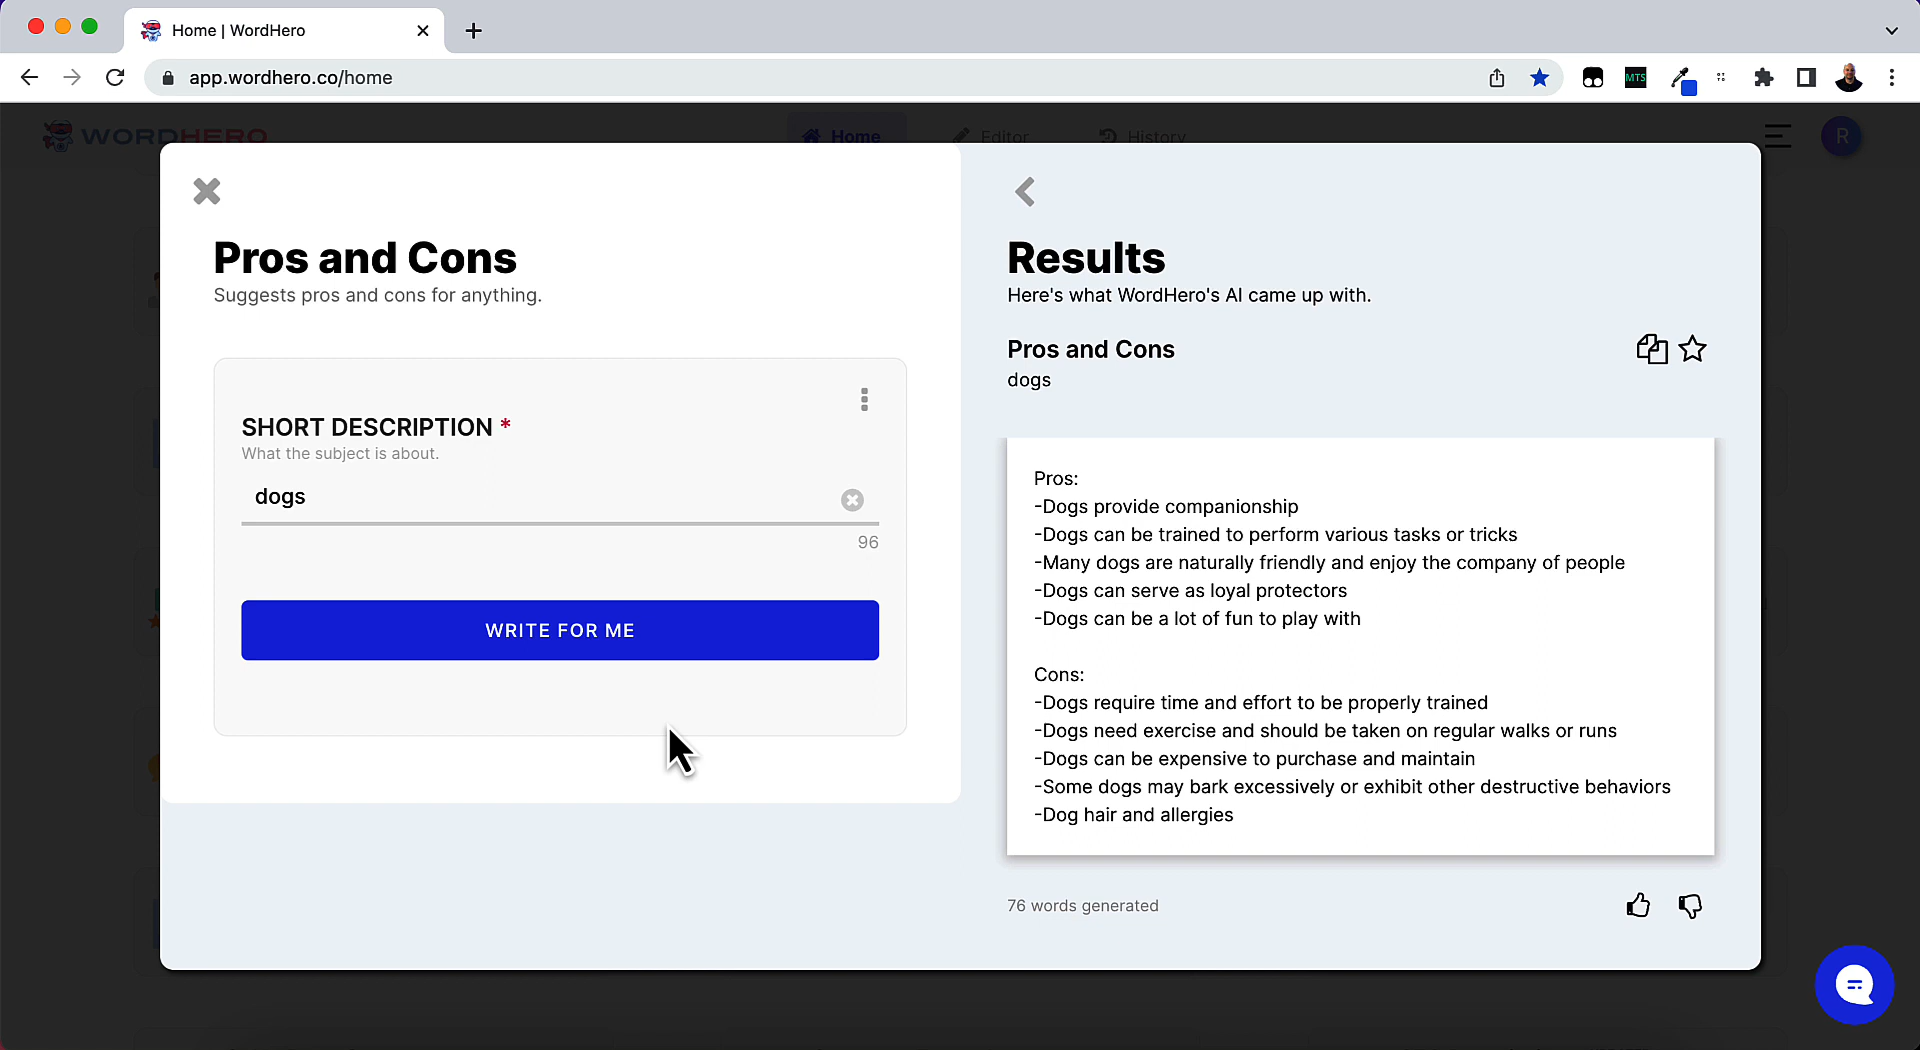 Home | WordHero
app.wordhero.co/home
MTS
WORDHERO
Home
Editor
History
R
Pros and Cons
Suggests pros and cons for anything.
SHORT DESCRIPTION *
What the subject is about.
dogs
96
WRITE FOR ME
Results
Here's what WordHero's AI came up with.
Pros and Cons
dogs
Pros:
-Dogs provide companionship
-Dogs can be trained to perform various tasks or tricks
-Many dogs are naturally friendly and enjoy the company of people
-Dogs can serve as loyal protectors
-Dogs can be a lot of fun to play with
Cons:
-Dogs require time and effort to be properly trained
-Dogs need exercise and should be taken on regular walks or runs
-Dogs can be expensive to purchase and maintain
-Some dogs may bark excessively or exhibit other destructive behaviors
-Dog hair and allergies
76 words generated